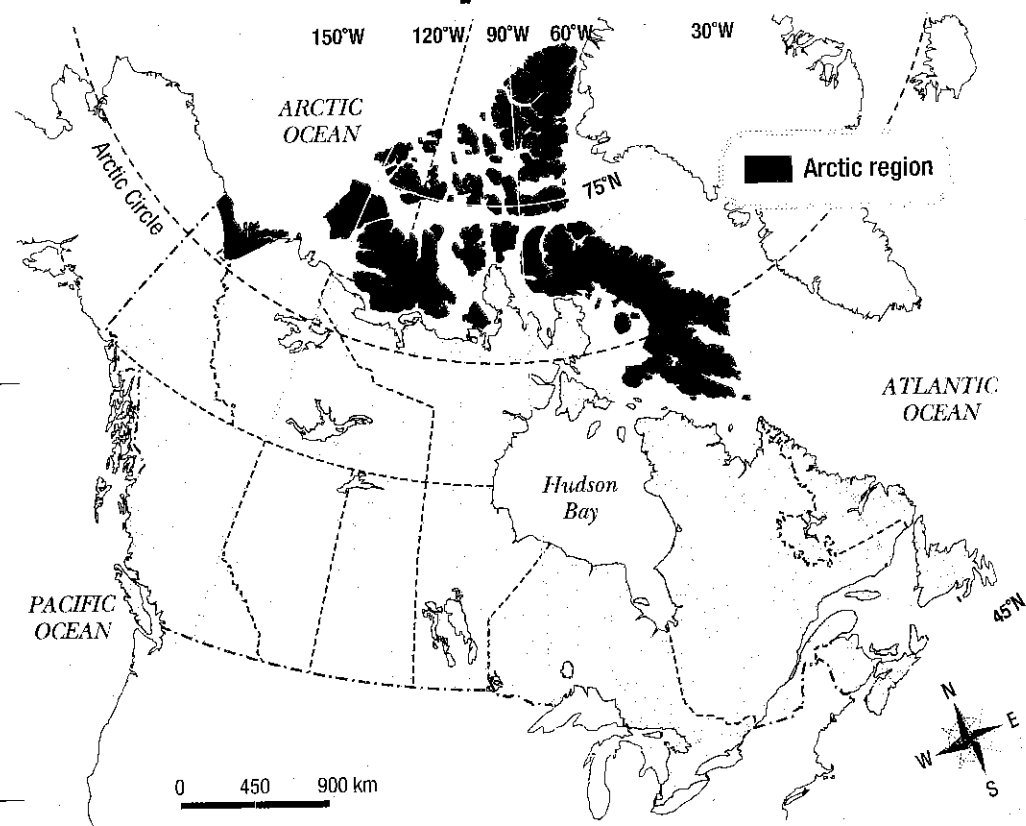 150°W 120°W 90°W 60°W 30°W
ARCTIC
OCEAN
Arctic region
Arctic Circle
75°N
ATLANTIC
OCEAN
Hudson
Bay
PACIFIC
OCEAN
45°N
N
E
W
S
0 450 900 km